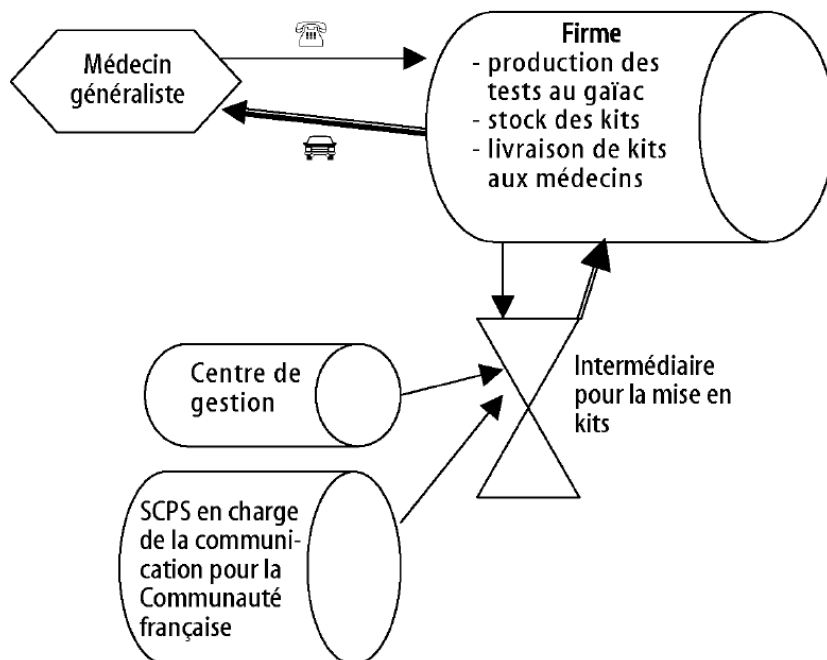 Médecin
généraliste
Firme
- production des
tests au gaïac
- stock des kits
- livraison de kits
aux médecins
Centre de
gestion
Intermédiaire
pour la mise en
kits
SCPS en charge
de la communi-
cation pour la
Communauté
française